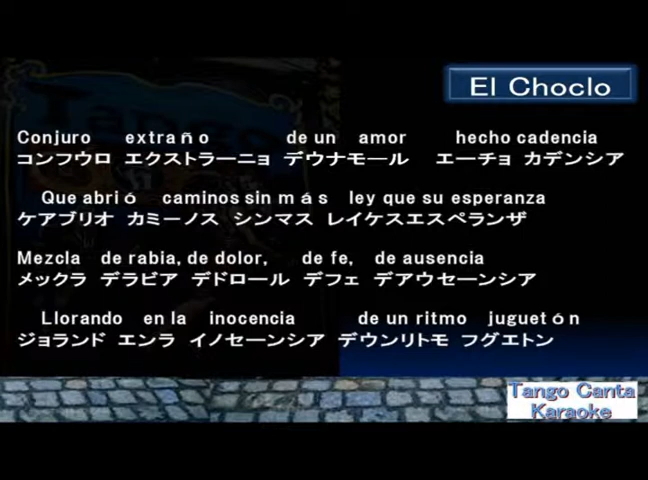 El Choclo
Conjuro extraño de un amor hecho cadencia
コンフウロ エクストラーニョ デウナモール エーチョ カデンシア
Que abrió caminos sin más ley que su esperanza
ケアブリオ カミーノス シンマス レイケスエスペランザ
Mezcla de rabia, de dolor, de fe, de ausencia
メックラ デラビア デドロール デフェ デアウセーンシア
Llorando en la inocencia de un ritmo juguetón
ジョランド エンラ イノセーンシア デウンリトモ フグエトン
Tango Canta
Karaoke